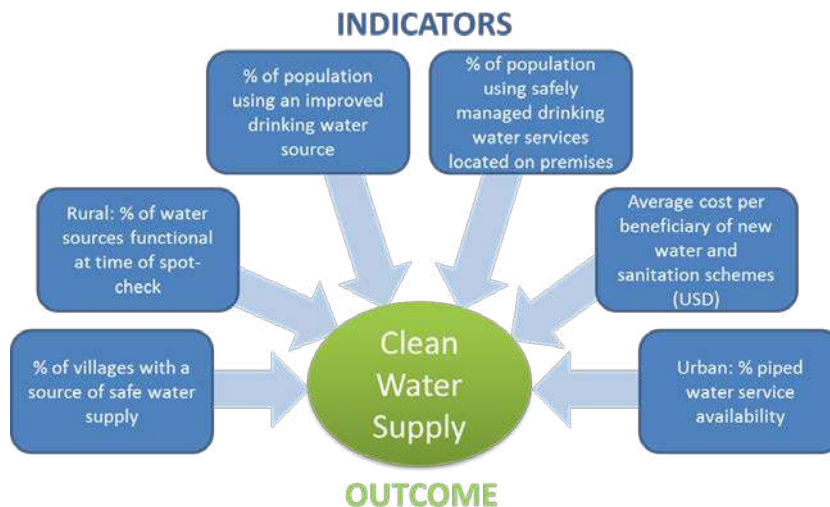 INDICATORS
% of population
using an improved
drinking water
source
% of population
using safely
managed drinking
water services
located on premises
Rural: % of water
sources functional
at time of spot-
check
Average cost per
beneficiary of new
water and
sanitation schemes
(USD)
% of villages with a
source of safe water
supply
Clean
Water
Supply
Urban: % piped
water service
availability
OUTCOME